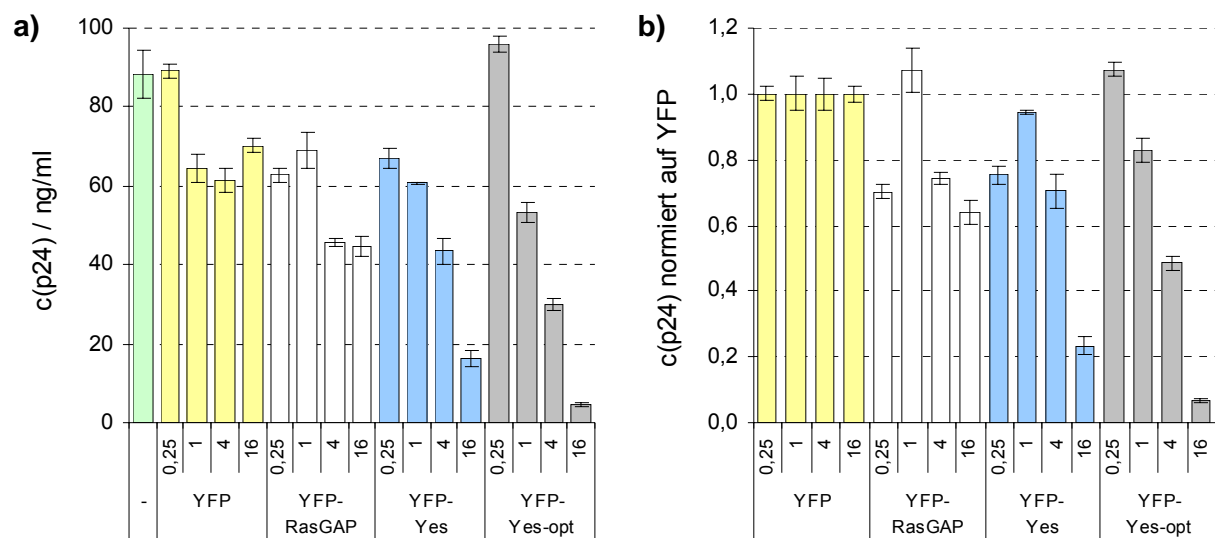 a)
c(p24) / ng/ml
100
80
60
40
20
0
0,25 1 4 16 0,25 1 4 16 0,25 1 4 16 0,25 1 4 16
- YFP YFP-RasGAP YFP-Yes YFP-Yes-opt
b)
c(p24) normiert auf YFP
1,2
1,0
0,8
0,6
0,4
0,2
0,0
0,25 1 4 16 0,25 1 4 16 0,25 1 4 16 0,25 1 4 16
YFP YFP-RasGAP YFP-Yes YFP-Yes-opt